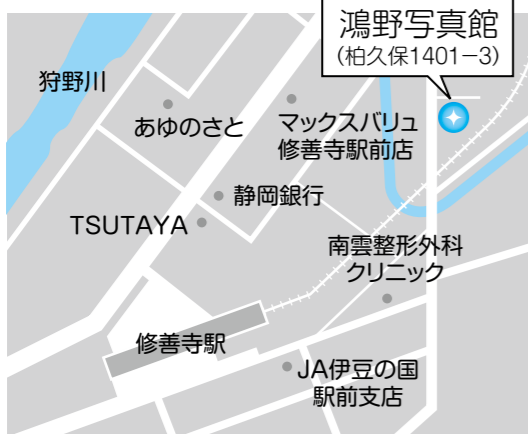 鴻野写真館
(柏久保1401−3)
狩野川
あゆのさと
マックスバリュ
修善寺駅前店
静岡銀行
TSUTAYA
南雲整形外科
クリニック
修善寺駅
JA伊豆の国
駅前支店